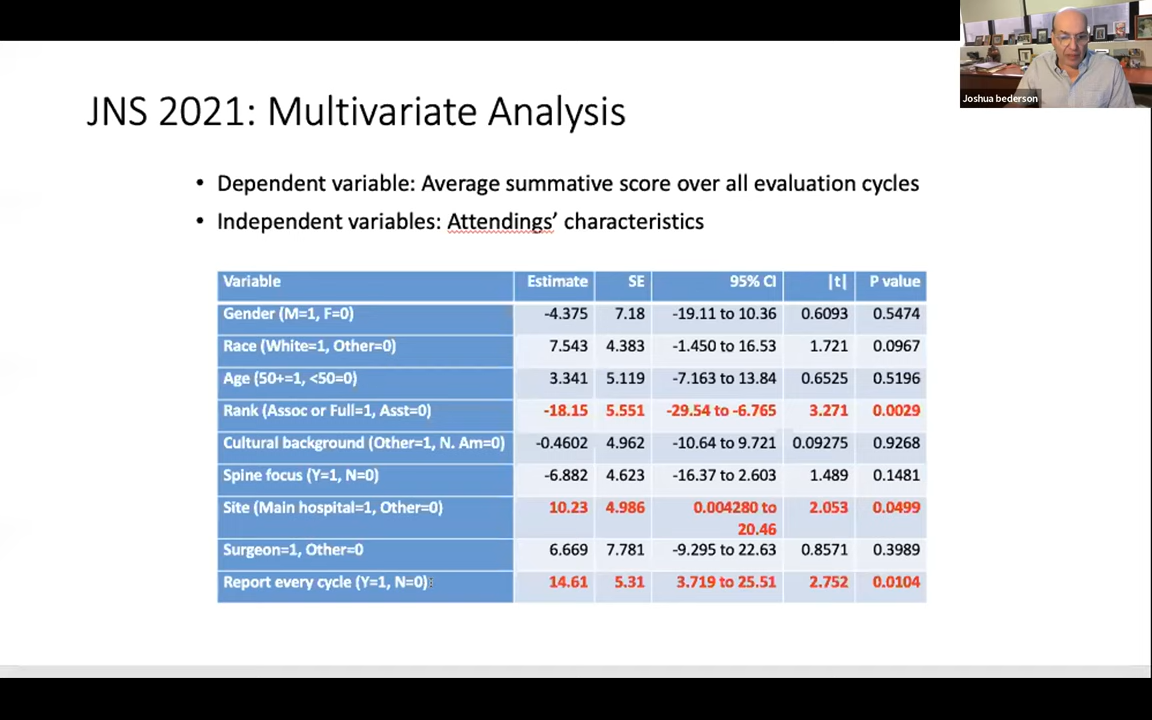 Joshua bederson
JNS 2021: Multivariate Analysis
• Dependent variable: Average summative score over all evaluation cycles
• Independent variables: Attendings’ characteristics
Variable Estimate SE 95% CI |t| P value
Gender (M=1, F=0) -4.375 7.18 -19.11 to 10.36 0.6093 0.5474
Race (White=1, Other=0) 7.543 4.383 -1.450 to 16.53 1.721 0.0967
Age (50+=1, <50=0) 3.341 5.119 -7.163 to 13.84 0.6525 0.5196
Rank (Assoc or Full=1, Asst=0) -18.15 5.551 -29.54 to -6.765 3.271 0.0029
Cultural background (Other=1, N. Am=0) -0.4602 4.962 -10.64 to 9.721 0.09275 0.9268
Spine focus (Y=1, N=0) -6.882 4.623 -16.37 to 2.603 1.489 0.1481
Site (Main hospital=1, Other=0) 10.23 4.986 0.004280 to 2.053 0.0499
20.46
Surgeon=1, Other=0 6.669 7.781 -9.295 to 22.63 0.8571 0.3989
Report every cycle (Y=1, N=0) 14.61 5.31 3.719 to 25.51 2.752 0.0104